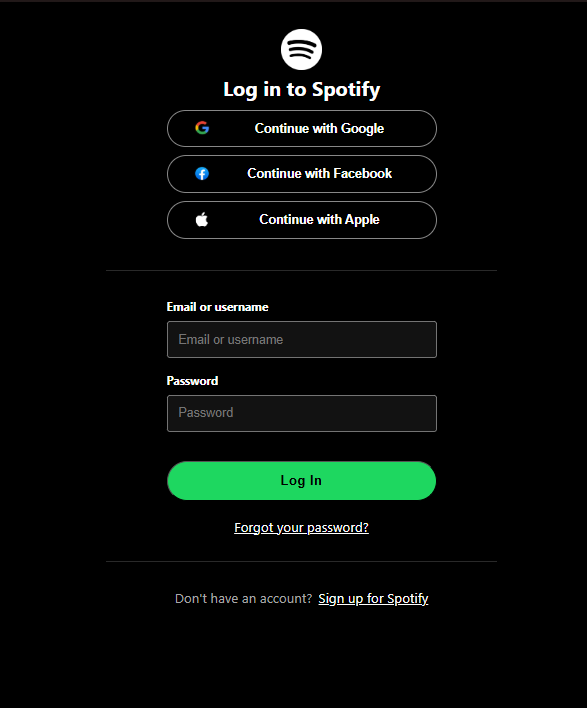 Log in to Spotify
Continue with Google
Continue with Facebook
Continue with Apple
Email or username
Email or username
Password
Password
Log In
Forgot your password?
Don't have an account? Sign up for Spotify